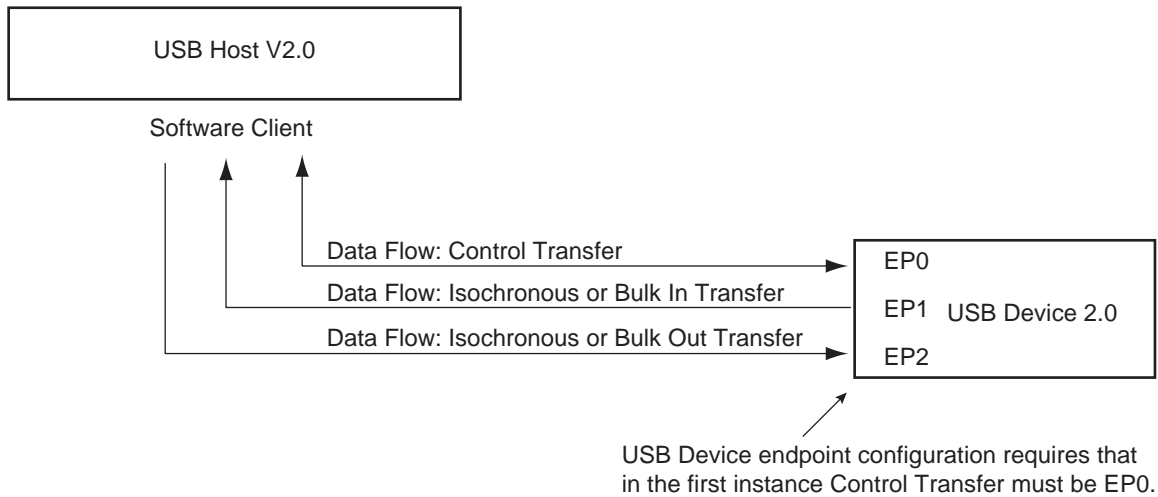 USB Host V2.0
Software Client
Data Flow: Control Transfer
EP0
Data Flow: Isochronous or Bulk In Transfer
EP1
USB Device 2.0
Data Flow: Isochronous or Bulk Out Transfer
EP2
USB Device endpoint configuration requires that
in the first instance Control Transfer must be EP0.